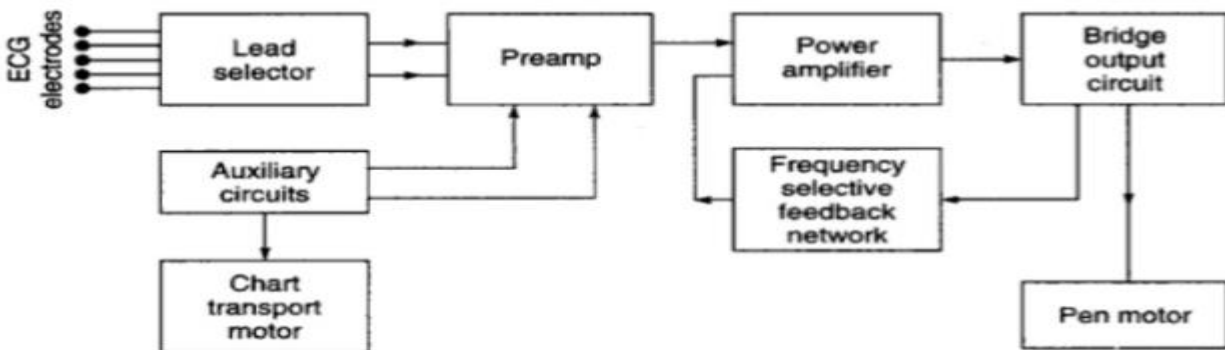 ECG
electrodes
Lead
selector
Preamp
Power
amplifier
Bridge
output
circuit
Auxiliary
circuits
Frequency
selective
feedback
network
Chart
transport
motor
Pen motor